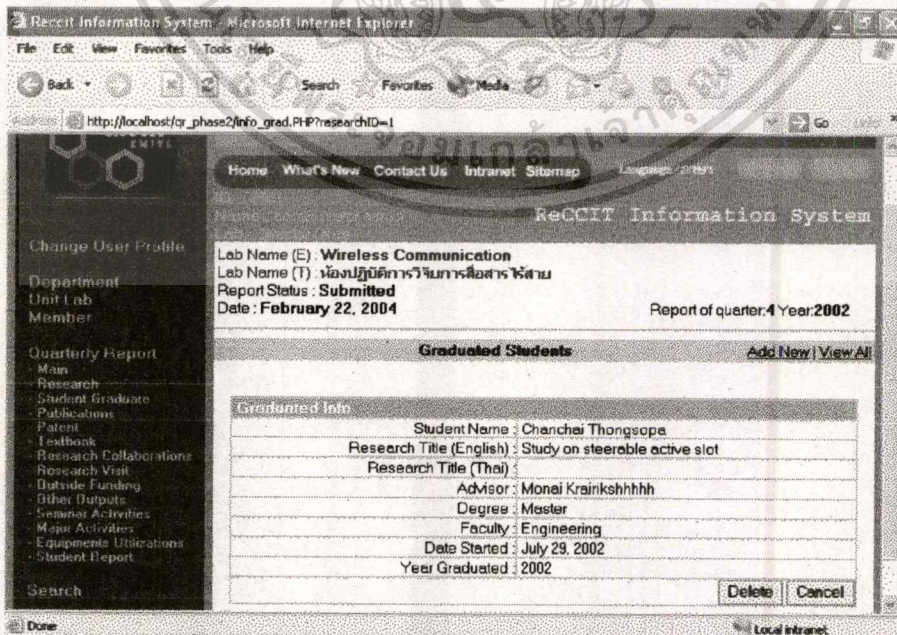 Reccit Information System - Microsoft Internet Explorer
File Edit View Favorites Tools Help
Back Search Favorites Media
http://localhost/qr_phase2/info_grad.PHP?researchID=1 Go
KMITL
Home What's New Contact Us Intranet Sitemap Language
ReCCIT Information System
Change User Profile
Department
Unit Lab
Member
Quarterly Report
- Main
- Research
- Student Graduate
- Publications
- Patent
- Textbook
- Research Collaborations
- Research Visit
- Outside Funding
- Other Outputs
- Seminar Activities
- Major Activities
- Equipments Utilizations
- Student Report
Search
Lab Name (E) : Wireless Communication
Lab Name (T) : ห้องปฏิบัติการวิจัยการสื่อสารไร้สาย
Report Status : Submitted
Date : February 22, 2004 Report of quarter:4 Year:2002
Graduated Students Add New | View All
Graduated Info
Student Name : Chanchai Thongsopa
Research Title (English) : Study on steerable active slot
Research Title (Thai) :
Advisor : Monai Krairikshhhhh
Degree : Master
Faculty : Engineering
Date Started : July 29, 2002
Year Graduated : 2002
Delete Cancel
Done Local intranet